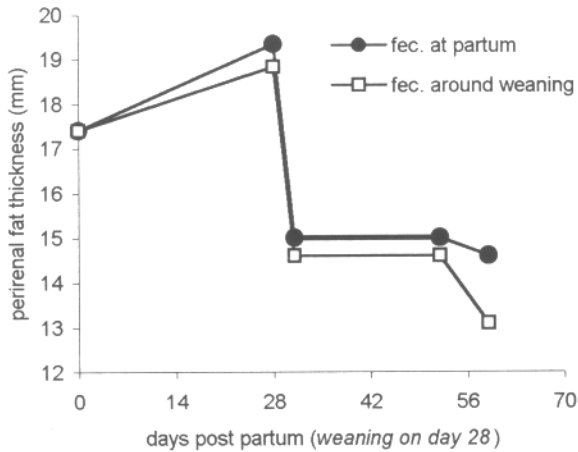 20
19
18
17
16
15
14
13
12
perirenal fat thickness (mm)
fec. at partum
fec. around weaning
0 14 28 42 56 70
days post partum (weaning on day 28 )